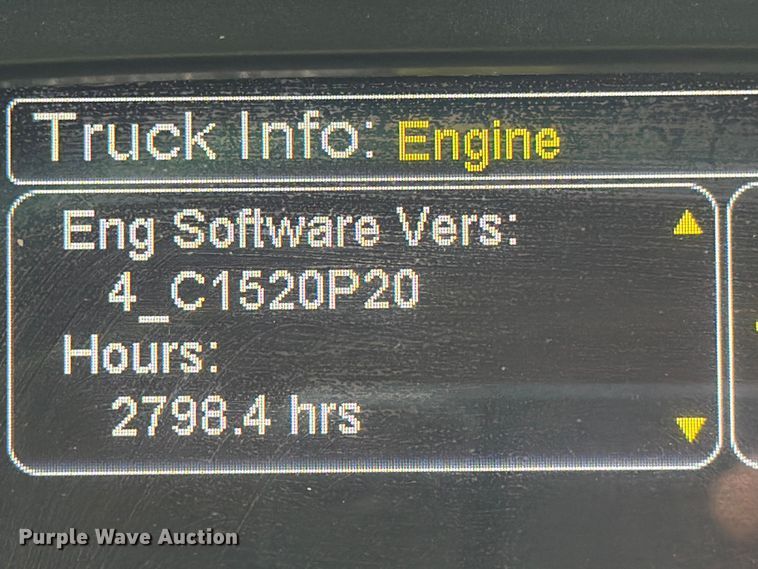 Truck Info: Engine
Eng Software Vers:
4_C1520P20
Hours:
2798.4 hrs
Purple Wave Auction